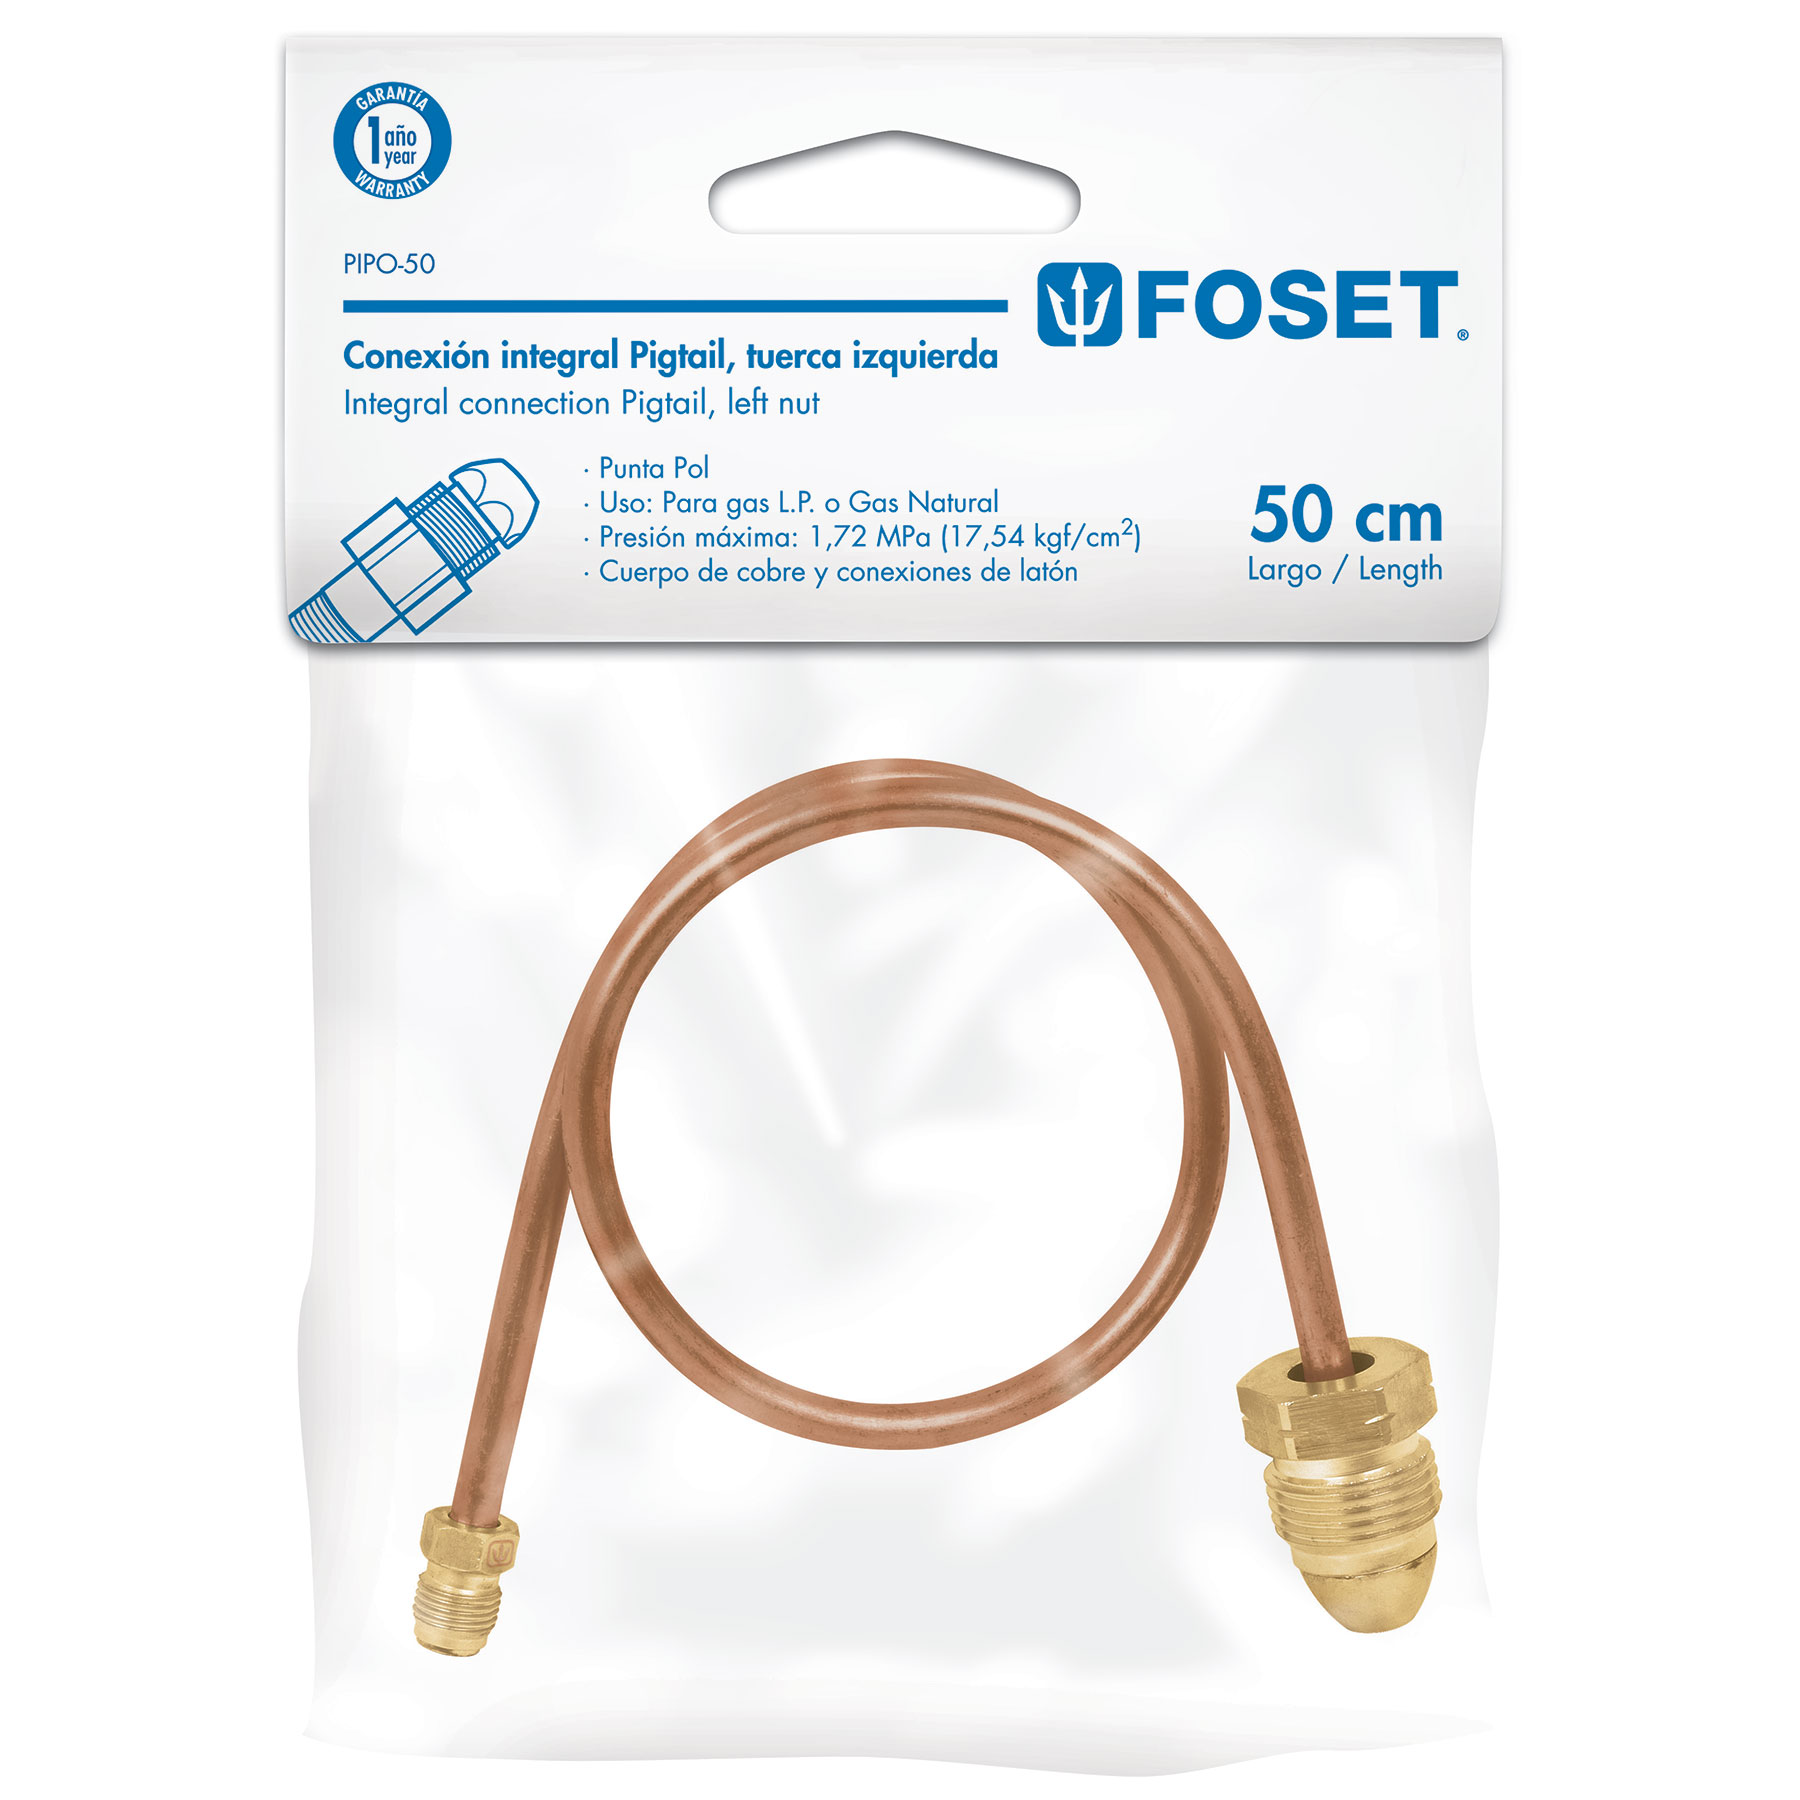 GARANTÍA
1 año
year
WARRANTY
PIPO-50
FOSET®
Conexión integral Pigtail, tuerca izquierda
Integral connection Pigtail, left nut
· Punta Pol
· Uso: Para gas L.P. o Gas Natural
· Presión máxima: 1,72 MPa (17,54 kgf/cm²)
· Cuerpo de cobre y conexiones de latón
50 cm
Largo / Length